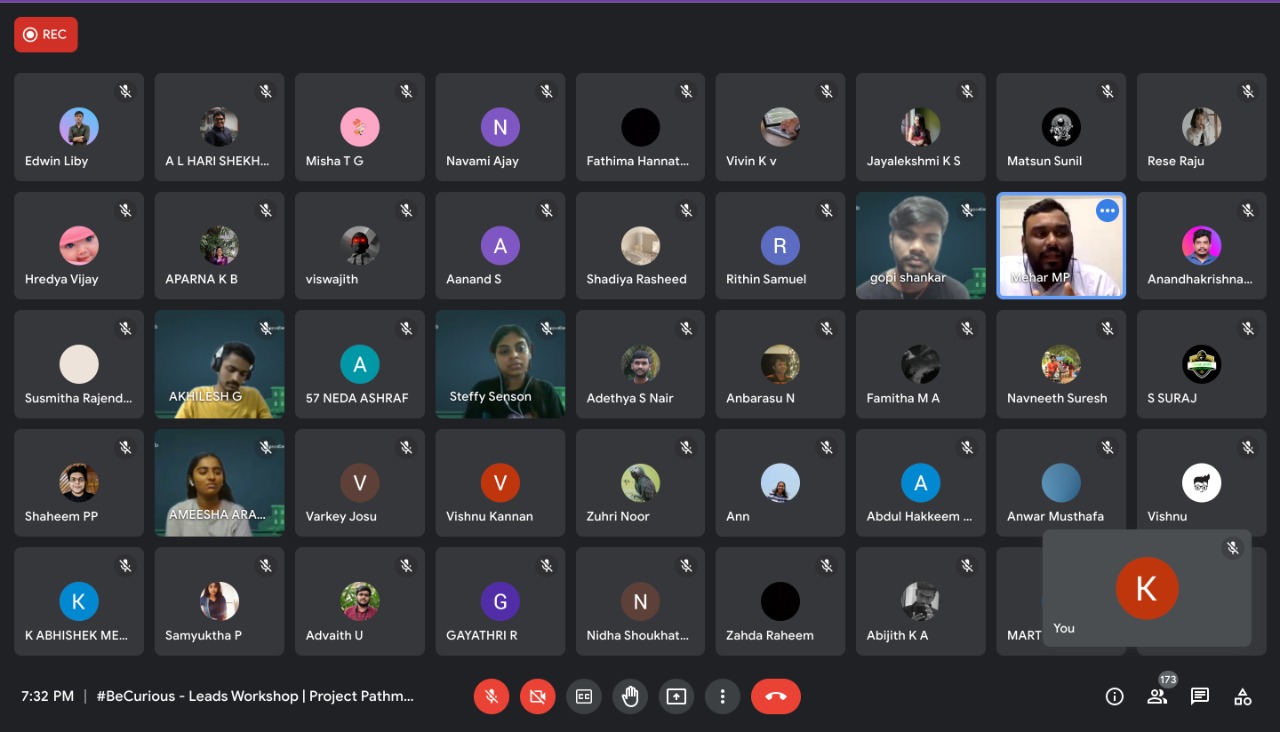 REC
Edwin Liby
A L HARI SHEKH...
Misha T G
N
Navami Ajay
Fathima Hannat...
Vivin K v
Jayalekshmi K S
Matsun Sunil
Rese Raju
Hredya Vijay
APARNA K B
viswajith
A
Aanand S
Shadiya Rasheed
R
Rithin Samuel
gopi shankar
Mehar MP
Anandhakrishna...
Susmitha Rajend...
AKHILESH G
A
57 NEDA ASHRAF
Steffy Senson
Adethya S Nair
Anbarasu N
Famitha M A
Navneeth Suresh
S SURAJ
Shaheem PP
AMEESHA ARA...
V
Varkey Josu
V
Vishnu Kannan
Zuhri Noor
Ann
A
Abdul Hakkeem ...
Anwar Musthafa
Vishnu
K
K ABHISHEK ME...
Samyuktha P
Advaith U
G
GAYATHRI R
N
Nidha Shoukhat...
Zahda Raheem
Abijith K A
MART
K
You
7:32 PM | #BeCurious - Leads Workshop | Project Pathm...
CC
173